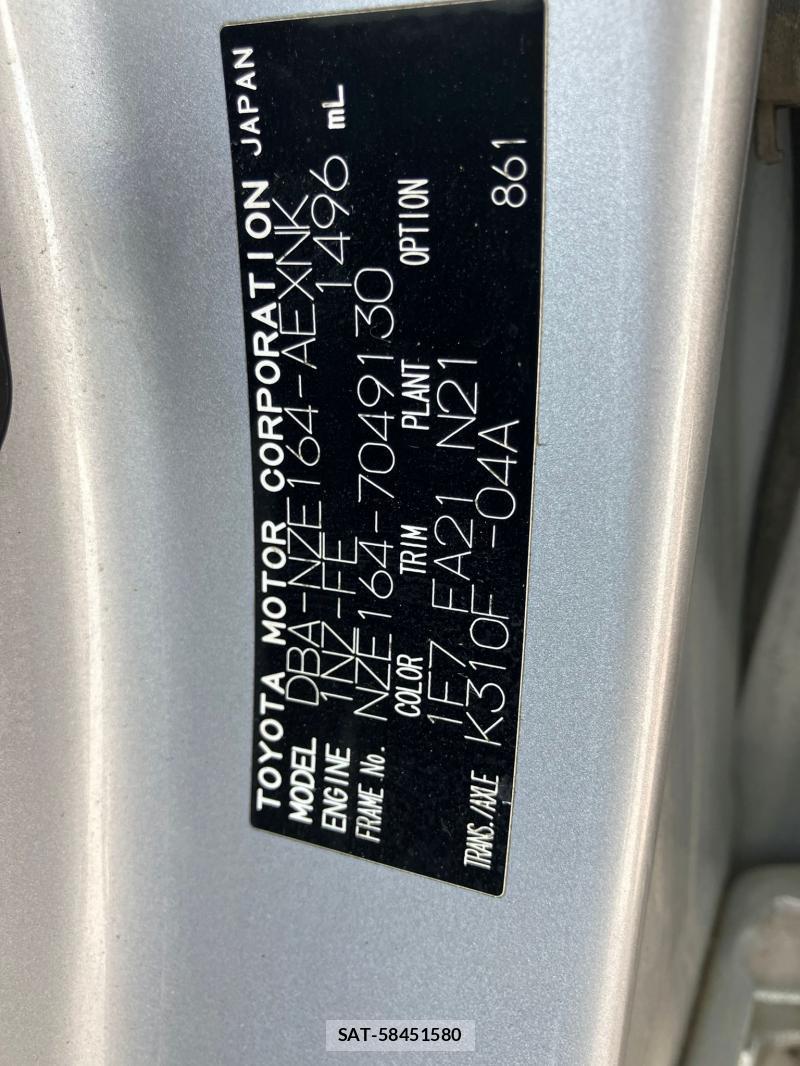 TOYOTA MOTOR CORPORATION JAPAN
MODEL DBA-NZE164-AEXNK
ENGINE 1NZ-FE 1496 mL
FRAME No. NZE164-7049130
COLOR TRIM PLANT OPTION
1F7 FA21 N21
TRANS./AXLE K310F -04A 861
SAT-58451580